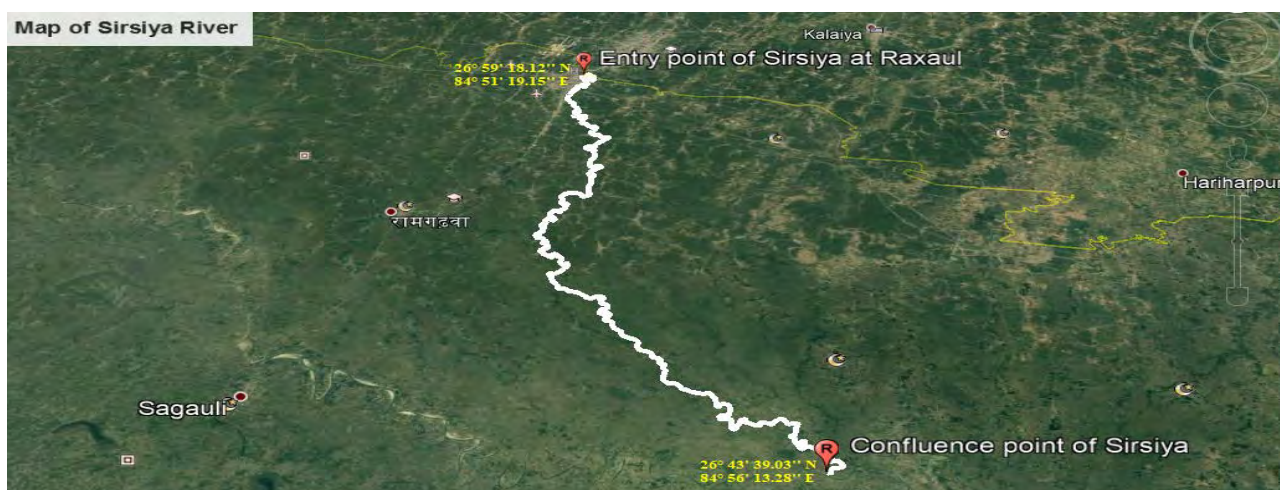 Map of Sirsiya River
Kalaiya
Entry point of Sirsiya at Raxaul
26° 59' 18.12'' N
84° 51' 19.15'' E
Hariharpur
रामगढ़वा
Sagauli
Confluence point of Sirsiya
26° 43' 39.03'' N
84° 56' 13.28'' E
R
R